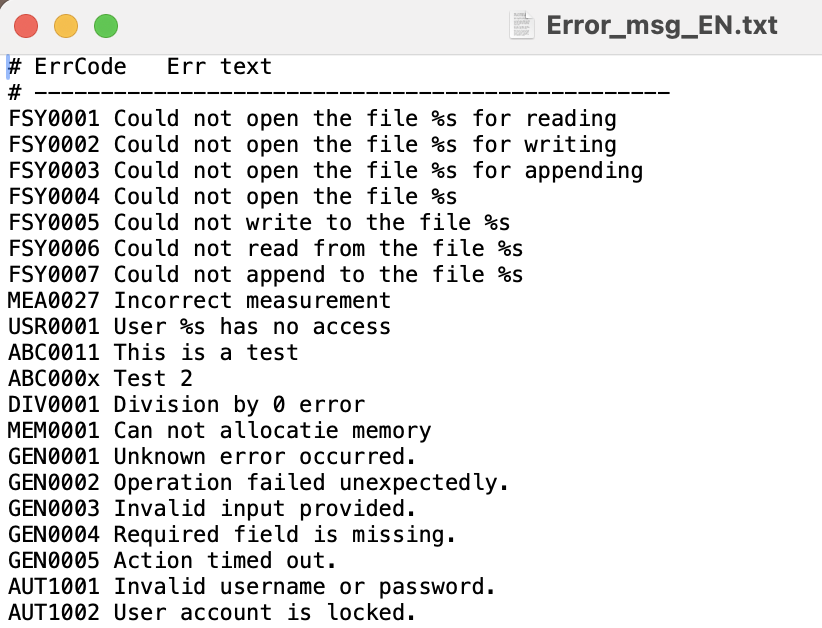 Error_msg_EN.txt
# ErrCode   Err text
# ------------------------------------------------
FSY0001 Could not open the file %s for reading
FSY0002 Could not open the file %s for writing
FSY0003 Could not open the file %s for appending
FSY0004 Could not open the file %s
FSY0005 Could not write to the file %s
FSY0006 Could not read from the file %s
FSY0007 Could not append to the file %s
MEA0027 Incorrect measurement
USR0001 User %s has no access
ABC0011 This is a test
ABC000x Test 2
DIV0001 Division by 0 error
MEM0001 Can not allocatie memory
GEN0001 Unknown error occurred.
GEN0002 Operation failed unexpectedly.
GEN0003 Invalid input provided.
GEN0004 Required field is missing.
GEN0005 Action timed out.
AUT1001 Invalid username or password.
AUT1002 User account is locked.